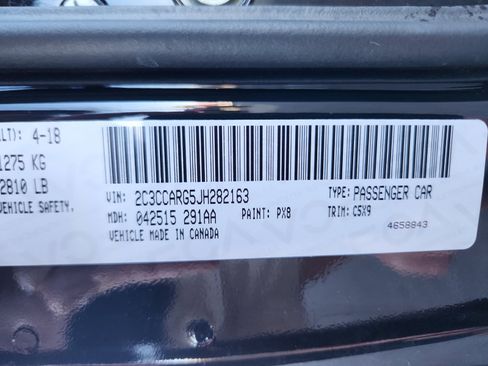 ALT): 4-18
1275 KG
2810 LB
VEHICLE SAFETY.
VIN: 2C3CCARG5JH282163 TYPE: PASSENGER CAR
MDH: 042515 291AA PAINT: PX8 TRIM: C5X9
VEHICLE MADE IN CANADA 4658843